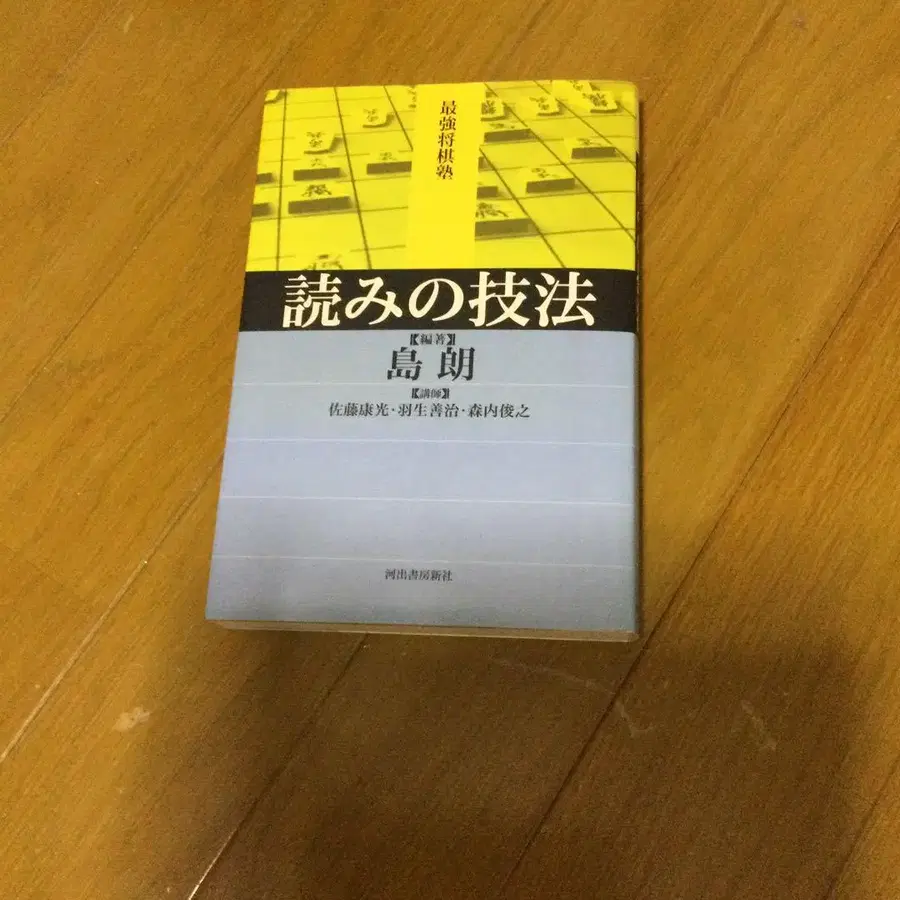 最強将棋塾
読みの技法
【編著】
島 朗
【講師】
佐藤康光・羽生善治・森内俊之
河出書房新社